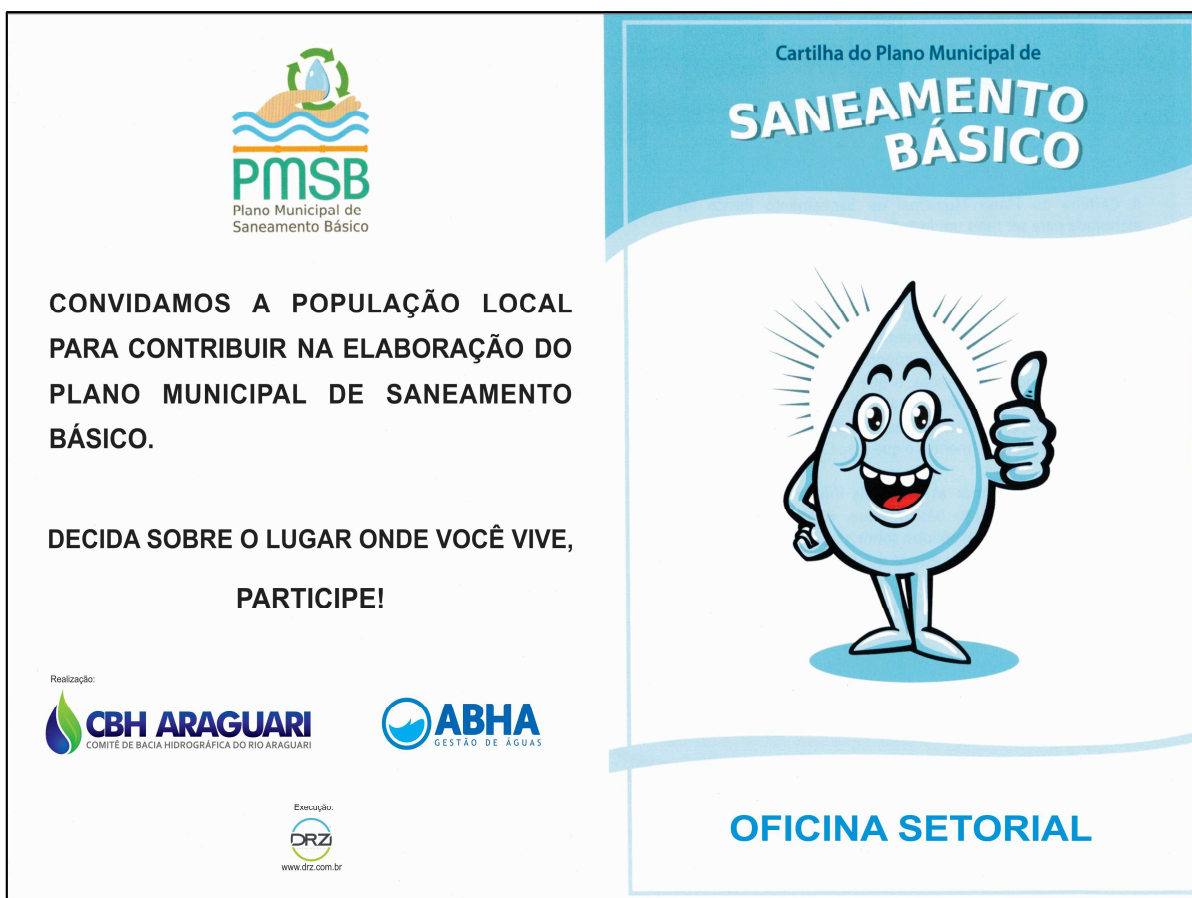 PMSB
Plano Municipal de
Saneamento Básico
CONVIDAMOS A POPULAÇÃO LOCAL
PARA CONTRIBUIR NA ELABORAÇÃO DO
PLANO MUNICIPAL DE SANEAMENTO
BÁSICO.
DECIDA SOBRE O LUGAR ONDE VOCÊ VIVE,
PARTICIPE!
Realização:
CBH ARAGUARI
COMITÊ DE BACIA HIDROGRÁFICA DO RIO ARAGUARI
ABHA
GESTÃO DE ÁGUAS
Execução:
DRZ
www.drz.com.br
Cartilha do Plano Municipal de
SANEAMENTO
BÁSICO
OFICINA SETORIAL